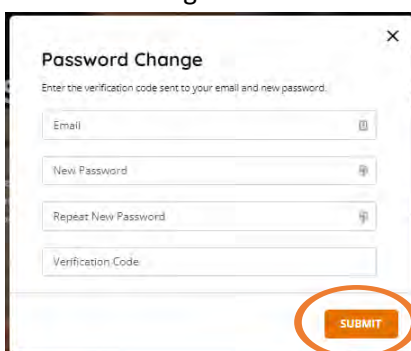 Password Change
Enter the verification code sent to your email and new password.
Email
New Password
Repeat New Password
Verification Code
SUBMIT